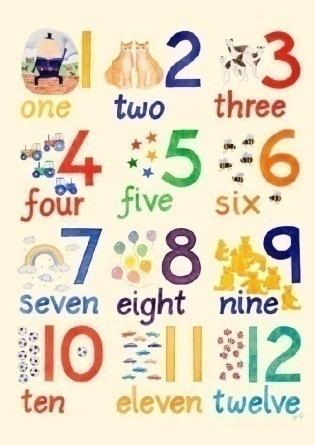 1 2 3
one two three
4 5 6
four five six
7 8 9
seven eight nine
10 11 12
ten eleven twelve